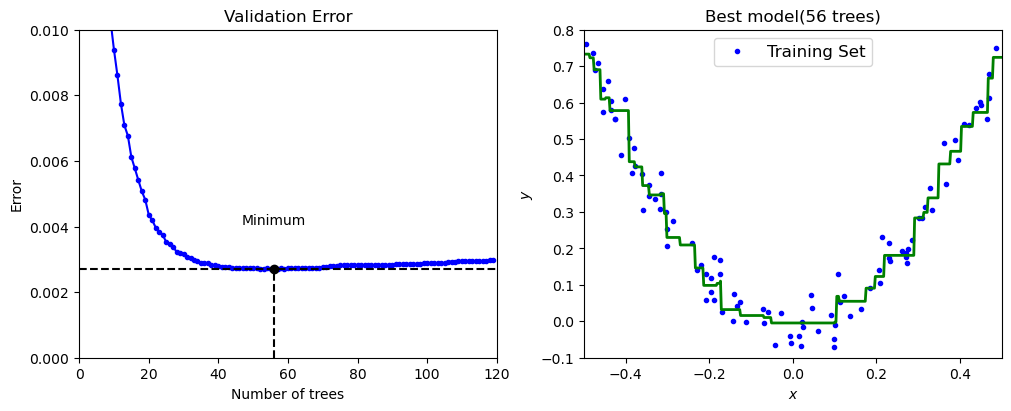 Validation Error
0.010
0.008
0.006
0.004
0.002
0.000
Error
Minimum
0 20 40 60 80 100 120
Number of trees
Best model(56 trees)
0.8
0.7
0.6
0.5
0.4
0.3
0.2
0.1
0.0
−0.1
y
Training Set
−0.4 −0.2 0.0 0.2 0.4
x